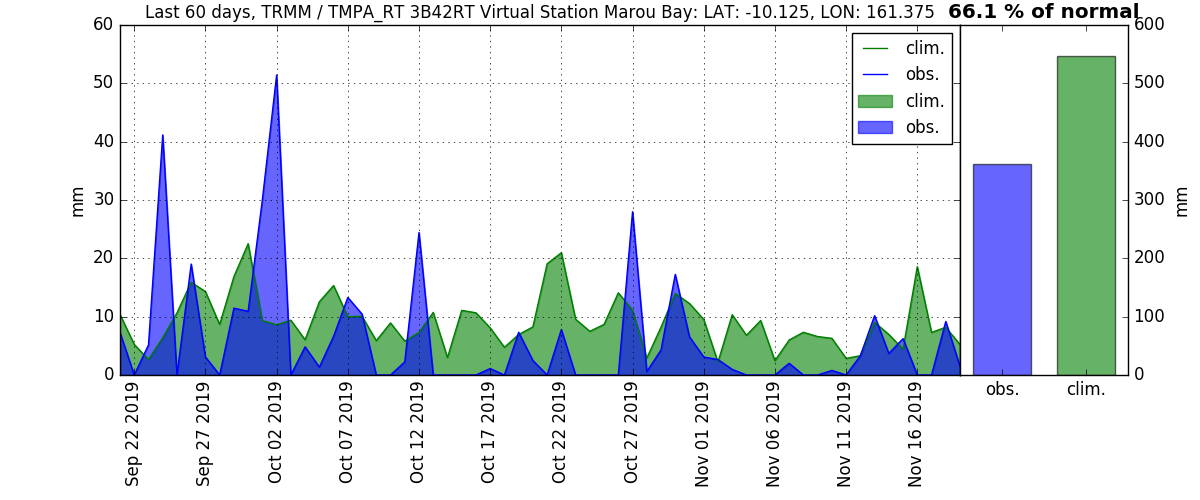 Last 60 days, TRMM / TMPA_RT 3B42RT Virtual Station Marou Bay: LAT: -10.125, LON: 161.375 66.1 % of normal
clim.
obs.
clim.
obs.
60
50
40
30
20
10
0
mm
Sep 22 2019
Sep 27 2019
Oct 02 2019
Oct 07 2019
Oct 12 2019
Oct 17 2019
Oct 22 2019
Oct 27 2019
Nov 01 2019
Nov 06 2019
Nov 11 2019
Nov 16 2019
obs.
clim.
600
500
400
300
200
100
0
mm